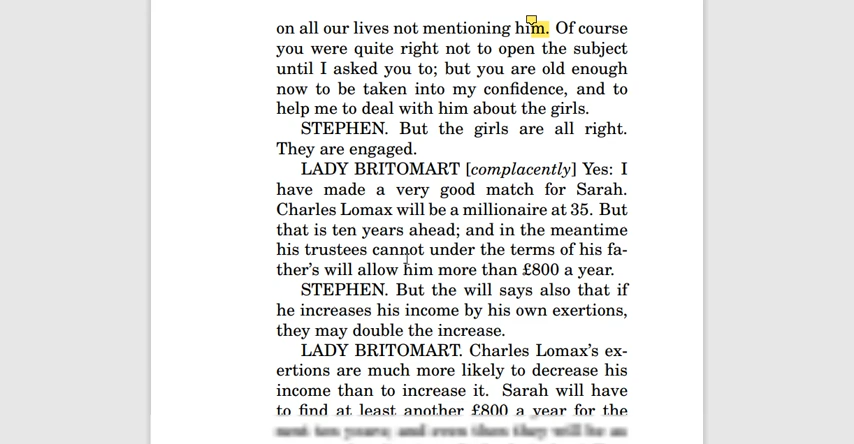 on all our lives not mentioning him. Of course
you were quite right not to open the subject
until I asked you to; but you are old enough
now to be taken into my confidence, and to
help me to deal with him about the girls.
STEPHEN. But the girls are all right.
They are engaged.
LADY BRITOMART [complacently] Yes: I
have made a very good match for Sarah.
Charles Lomax will be a millionaire at 35. But
that is ten years ahead; and in the meantime
his trustees cannot under the terms of his fa-
ther’s will allow him more than £800 a year.
STEPHEN. But the will says also that if
he increases his income by his own exertions,
they may double the increase.
LADY BRITOMART. Charles Lomax’s ex-
ertions are much more likely to decrease his
income than to increase it. Sarah will have
to find at least another £800 a year for the